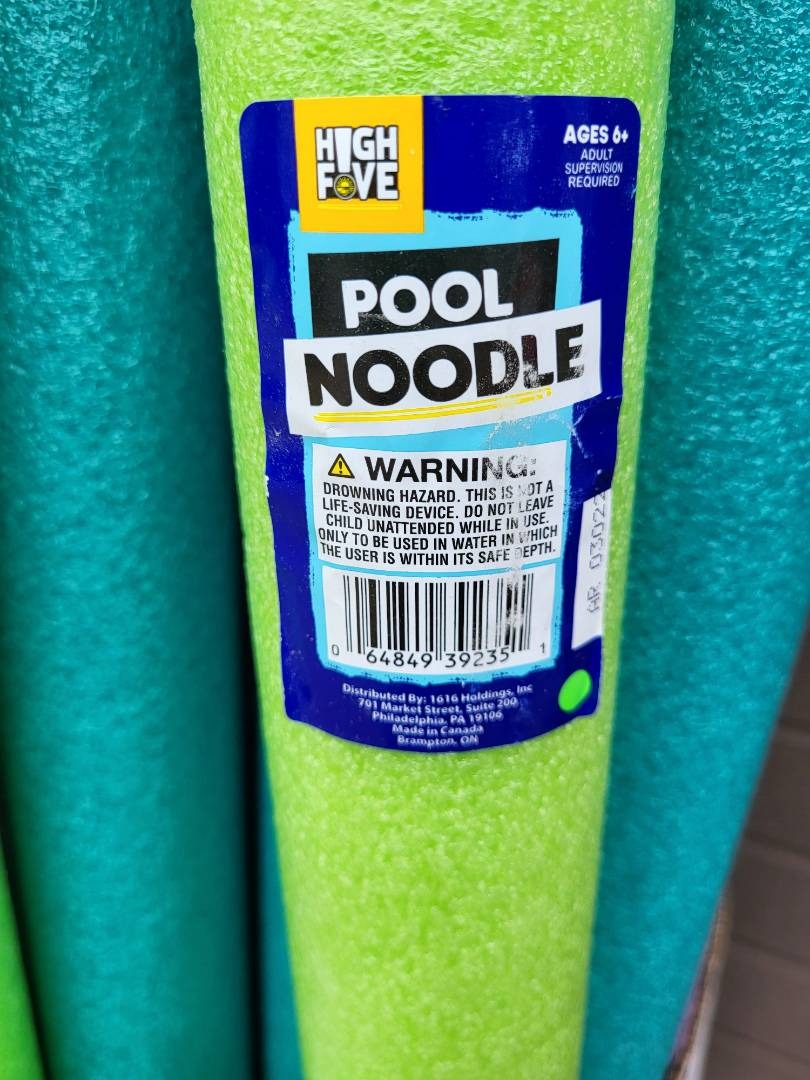 HIGH
FIVE
AGES 6+
ADULT
SUPERVISION
REQUIRED
POOL
NOODLE
WARNING:
DROWNING HAZARD. THIS IS NOT A
LIFE-SAVING DEVICE. DO NOT LEAVE
CHILD UNATTENDED WHILE IN USE.
ONLY TO BE USED IN WATER IN WHICH
THE USER IS WITHIN ITS SAFE DEPTH.
0 64849 39235 1
AR 03022
Distributed By: 1616 Holdings, Inc
701 Market Street, Suite 200
Philadelphia, PA 19106
Made in Canada
Brampton, ON